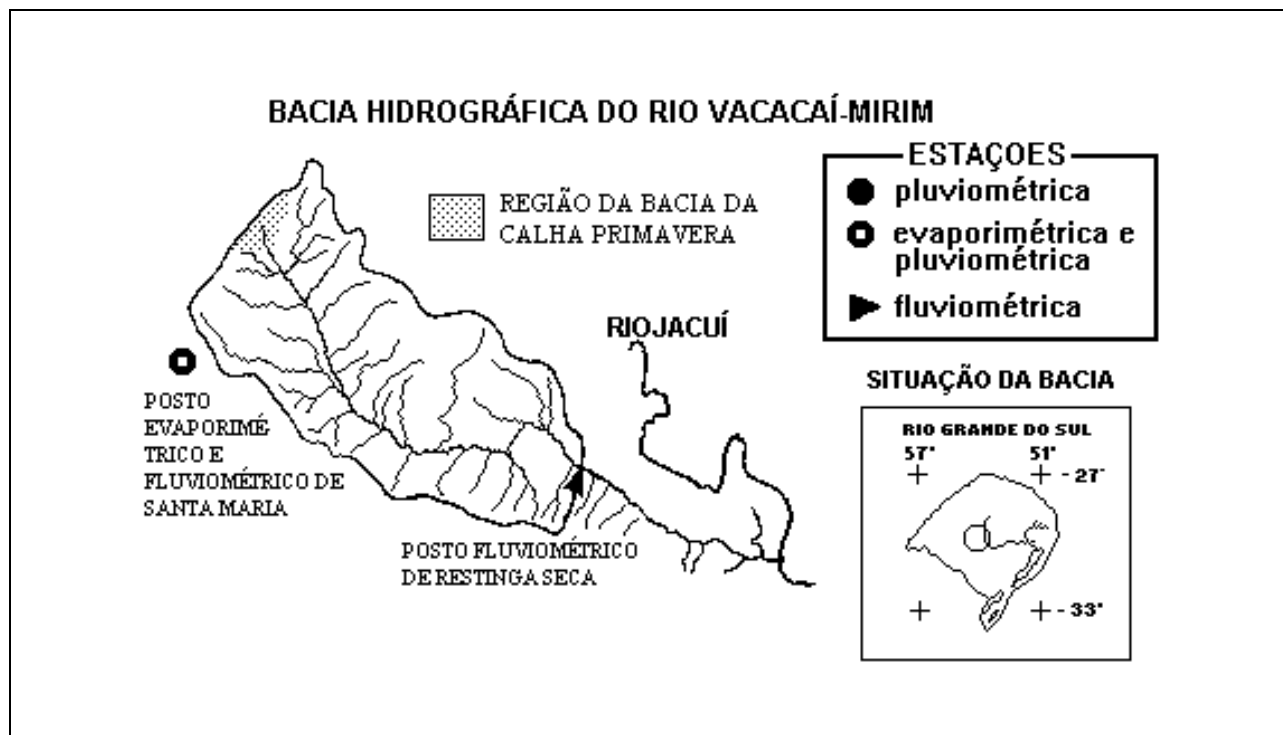 BACIA HIDROGRÁFICA DO RIO VACACAÍ-MIRIM
ESTAÇOES
pluviométrica
evaporimétrica e
pluviométrica
fluviométrica
REGIÃO DA BACIA DA
CALHA PRIMAVERA
RIOJACUÍ
POSTO
EVAPORIMÉ
TRICO E
FLUVIOMÉTRICO DE
SANTA MARIA
POSTO FLUVIOMÉTRICO
DE RESTINGA SECA
SITUAÇÃO DA BACIA
RIO GRANDE DO SUL
57° 51°
- 27°
- 33°